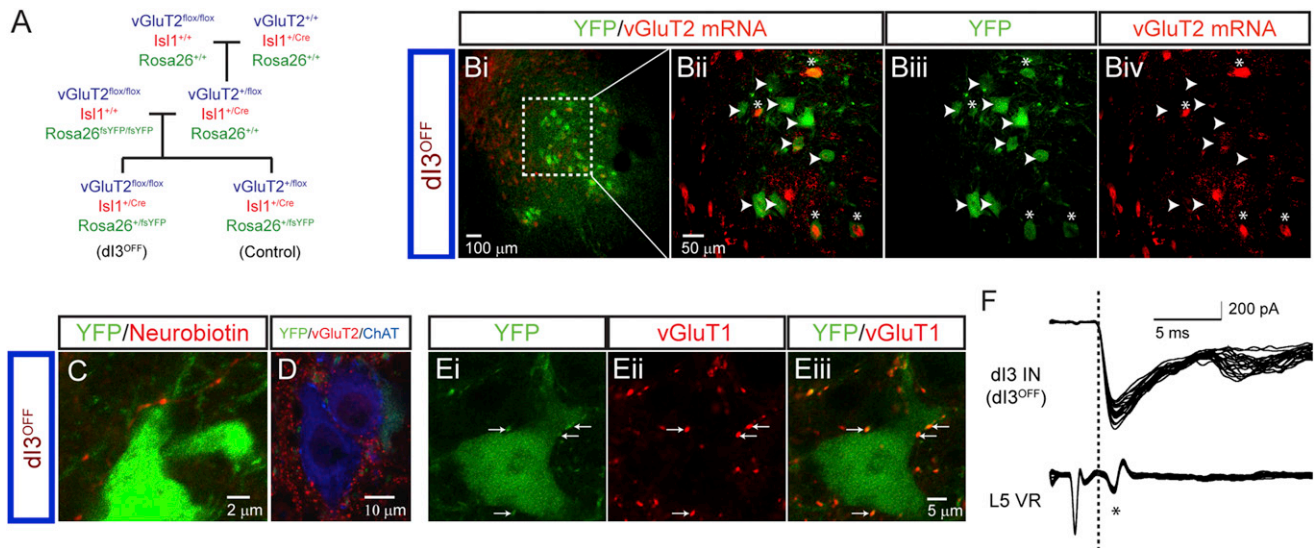 A
vGluT2flox/flox vGluT2+/+
Isl1+/+ Isl1+/Cre
Rosa26+/+ Rosa26+/+
vGluT2flox/flox vGluT2+/flox
Isl1+/+ Isl1+/Cre
Rosa26fsYFP/fsYFP Rosa26+/+
vGluT2flox/flox vGluT2+/flox
Isl1+/Cre Isl1+/Cre
Rosa26+/fsYFP Rosa26+/fsYFP
(dI3OFF) (Control)
YFP/vGluT2 mRNA YFP vGluT2 mRNA
dI3OFF
Bi Bii Biii Biv
* * * * * * * * * * * *
100 μm 50 μm
YFP/Neurobiotin YFP/vGluT2/ChAT YFP vGluT1 YFP/vGluT1
dI3OFF
C D Ei Eii Eiii
2 μm 10 μm 5 μm
F
200 pA
5 ms
dI3 IN
(dI3OFF)
L5 VR
*